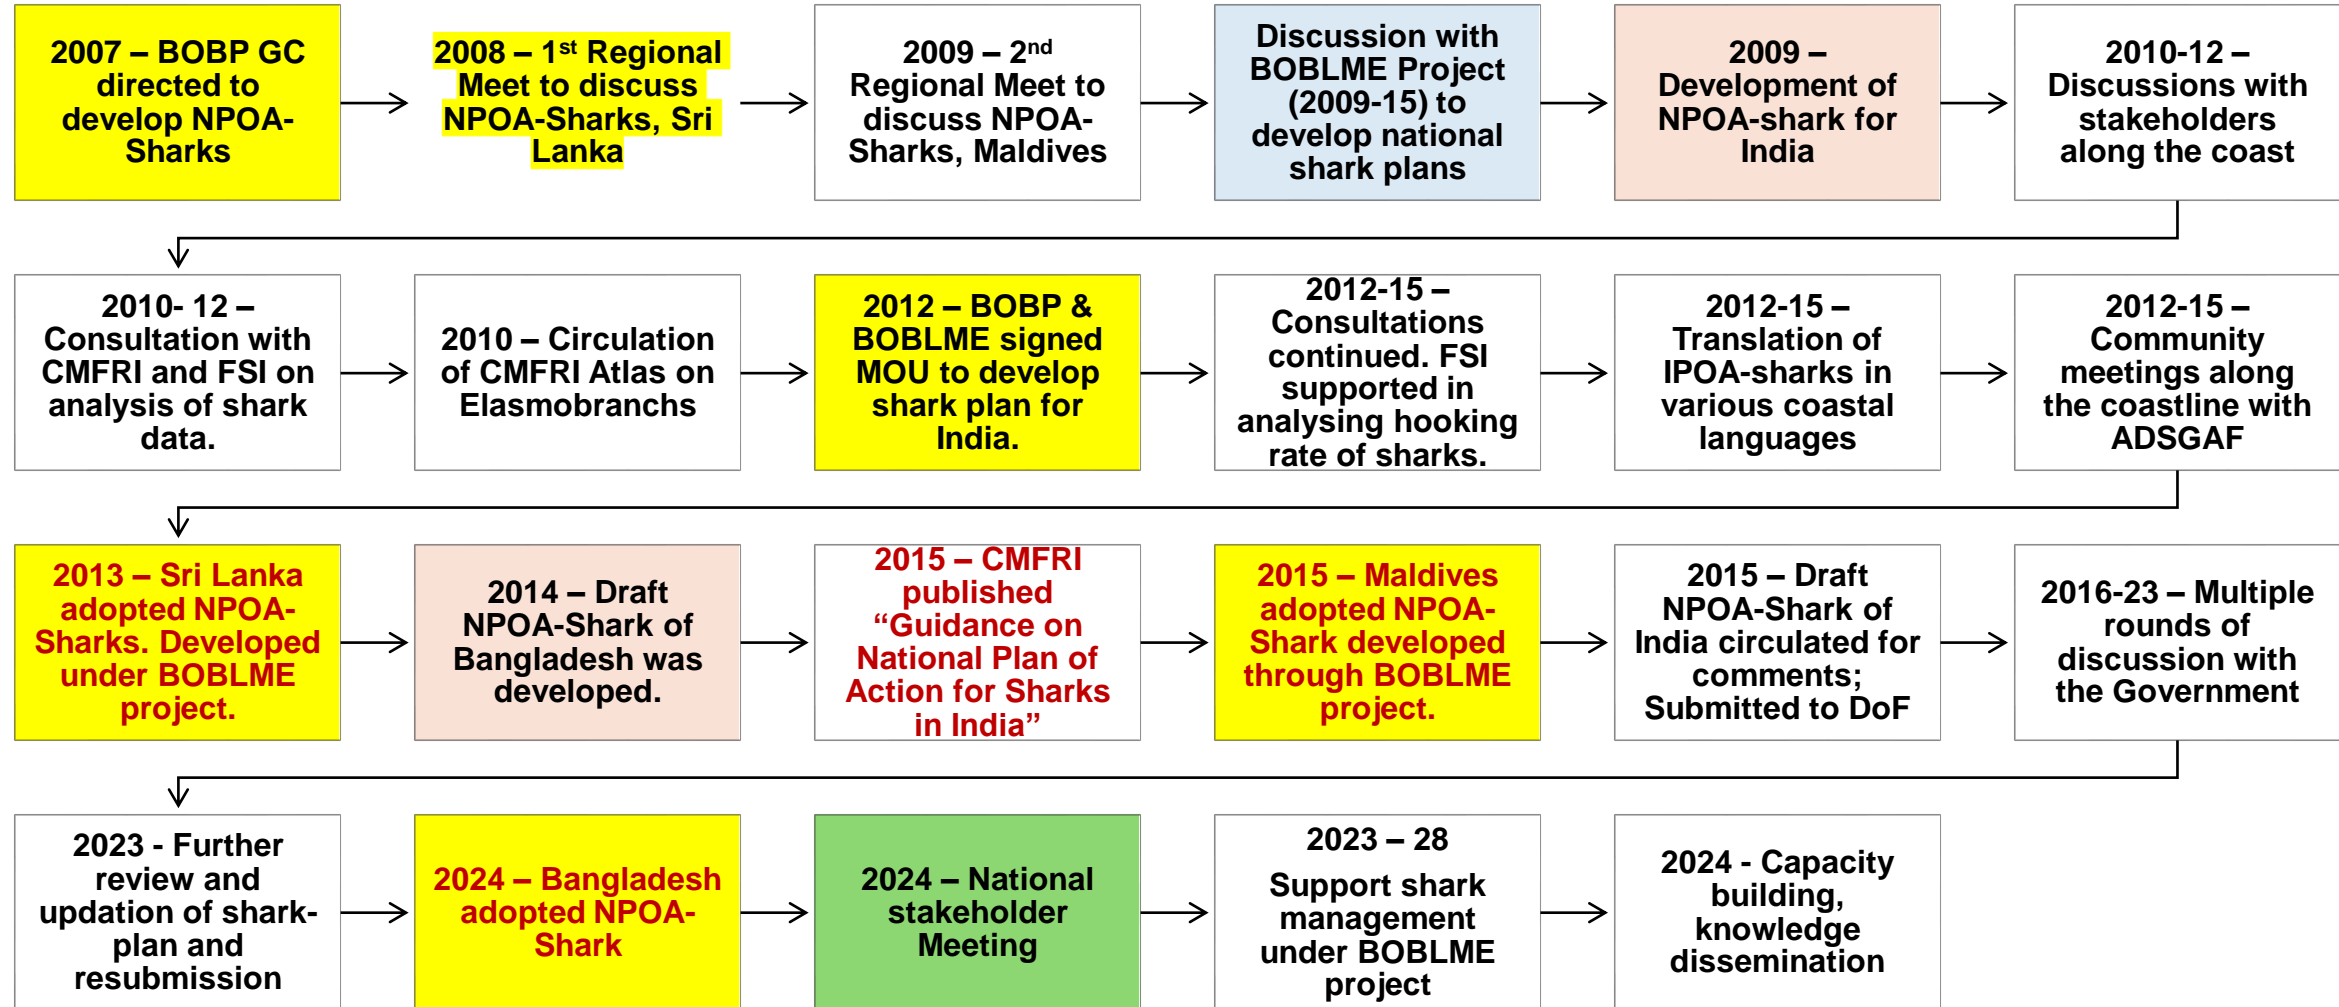 2007 – BOBP GC
directed to
develop NPOA-
Sharks
2008 – 1st Regional
Meet to discuss
NPOA-Sharks, Sri
Lanka
2009 – 2nd
Regional Meet to
discuss NPOA-
Sharks, Maldives
Discussion with
BOBLME Project
(2009-15) to
develop national
shark plans
2009 –
Development of
NPOA-shark for
India
2010-12 –
Discussions with
stakeholders
along the coast
2010- 12 –
Consultation with
CMFRI and FSI on
analysis of shark
data.
2010 – Circulation
of CMFRI Atlas on
Elasmobranchs
2012 – BOBP &
BOBLME signed
MOU to develop
shark plan for
India.
2012-15 –
Consultations
continued. FSI
supported in
analysing hooking
rate of sharks.
2012-15 –
Translation of
IPOA-sharks in
various coastal
languages
2012-15 –
Community
meetings along
the coastline with
ADSGAF
2013 – Sri Lanka
adopted NPOA-
Sharks. Developed
under BOBLME
project.
2014 – Draft
NPOA-Shark of
Bangladesh was
developed.
2015 – CMFRI
published
“Guidance on
National Plan of
Action for Sharks
in India”
2015 – Maldives
adopted NPOA-
Shark developed
through BOBLME
project.
2015 – Draft
NPOA-Shark of
India circulated for
comments;
Submitted to DoF
2016-23 – Multiple
rounds of
discussion with
the Government
2023 - Further
review and
updation of shark-
plan and
resubmission
2024 – Bangladesh
adopted NPOA-
Shark
2024 – National
stakeholder
Meeting
2023 – 28
Support shark
management
under BOBLME
project
2024 - Capacity
building,
knowledge
dissemination